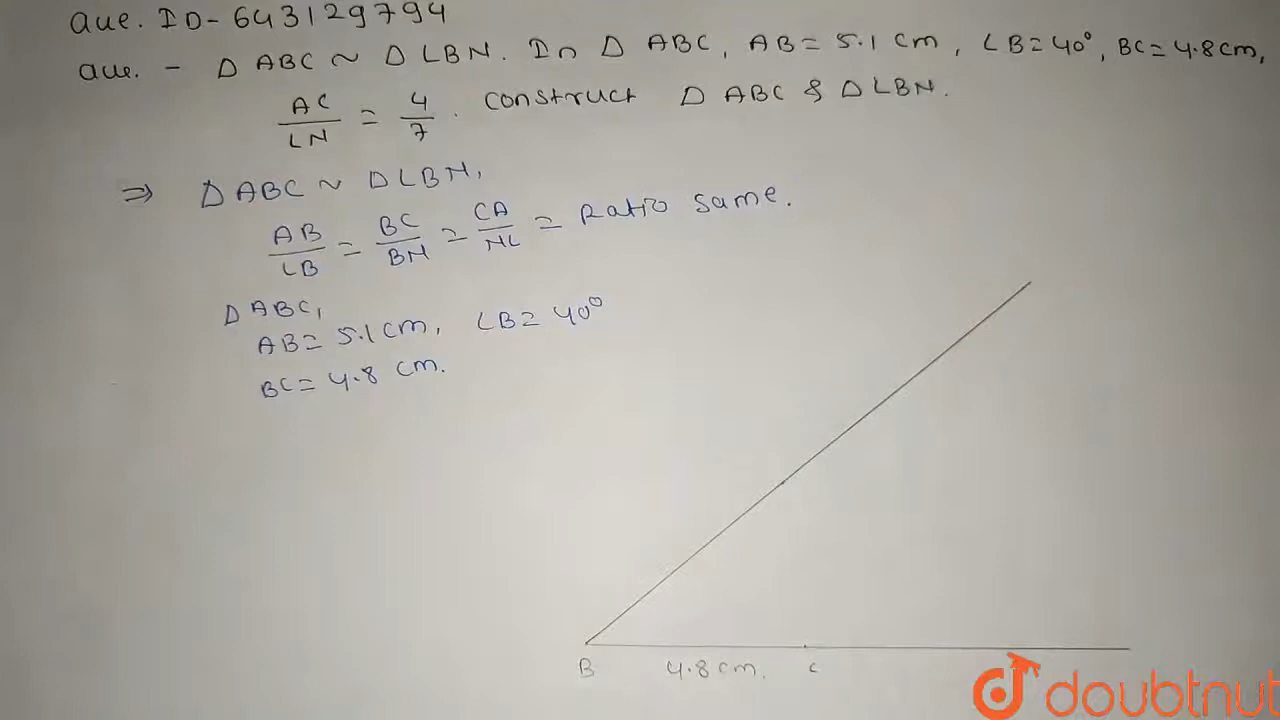 Que. ID- 643129794
Que. - Δ ABC ~ Δ LBN. In Δ ABC, AB = 5.1 cm, ∠B = 40°, BC = 4.8 cm,
AC/LN = 4/7. Construct Δ ABC & Δ LBN.
⇒ Δ ABC ~ Δ LBN,
AB/LB = BC/BN = CA/NL = Ratio same.
Δ ABC,
AB = 5.1 cm, ∠B = 40°
BC = 4.8 cm.
B 4.8 cm. C
doubtnut